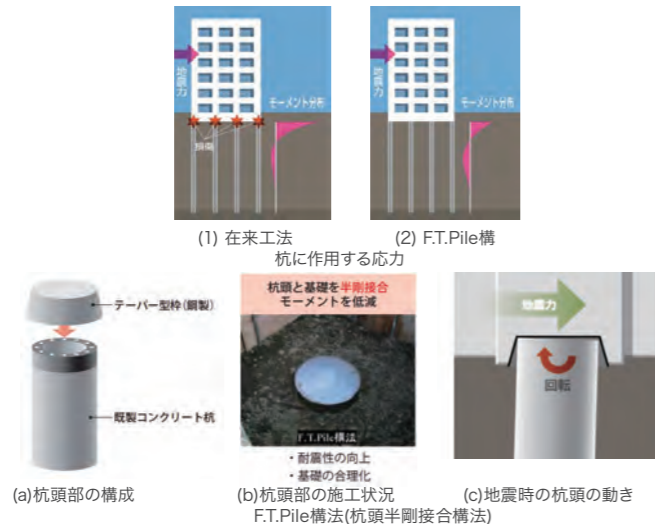 地震力
モーメント分布
損傷
地震力
モーメント分布
(1) 在来工法
(2) F.T.Pile構
杭に作用する応力
テーパー型枠(鋼製)
既製コンクリート杭
(a)杭頭部の構成
杭頭と基礎を半剛接合
モーメントを低減
F.T.Pile構法
・耐震性の向上
・基礎の合理化
(b)杭頭部の施工状況
地震力
回転
(c)地震時の杭頭の動き
F.T.Pile構法(杭頭半剛接合構法)